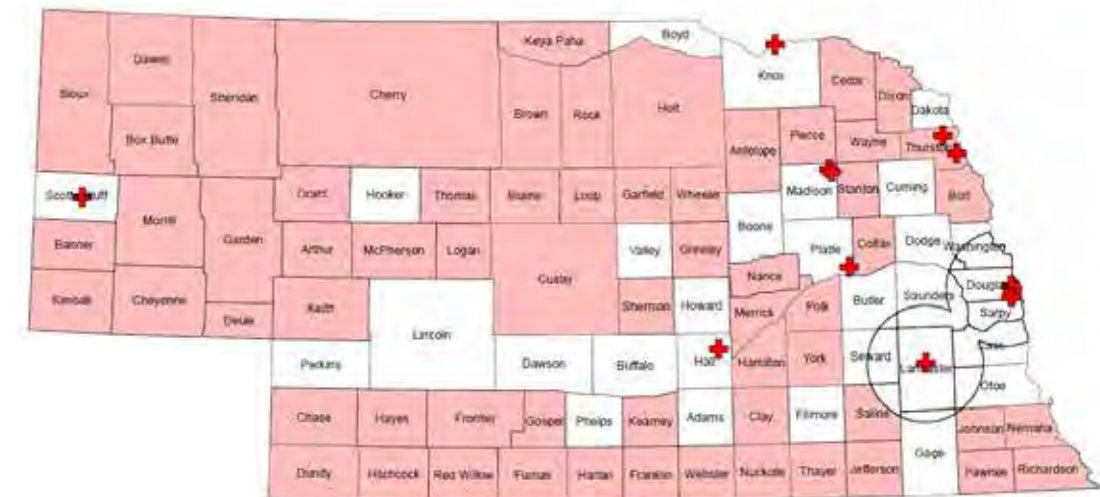 Keya Paha
Boyd
Knox
Cedar
Dixon
Dakota
Sioux
Dawes
Sheridan
Cherry
Brown
Rock
Holt
Box Butte
Antelope
Pierce
Wayne
Thurston
Scotts Bluff
Morrill
Garden
Grant
Hooker
Thomas
Blaine
Loup
Garfield
Wheeler
Madison
Stanton
Cuming
Burt
Banner
Arthur
McPherson
Logan
Custer
Valley
Greeley
Boone
Platte
Colfax
Dodge
Washington
Kimball
Cheyenne
Deuel
Keith
Lincoln
Sherman
Howard
Nance
Merrick
Polk
Butler
Saunders
Douglas
Sarpy
Perkins
Dawson
Buffalo
Hall
Hamilton
York
Seward
Lancaster
Cass
Otoe
Chase
Hayes
Frontier
Gosper
Phelps
Kearney
Adams
Clay
Fillmore
Saline
Johnson
Nemaha
Dundy
Hitchcock
Red Willow
Furnas
Harlan
Franklin
Webster
Nuckolls
Thayer
Jefferson
Gage
Pawnee
Richardson